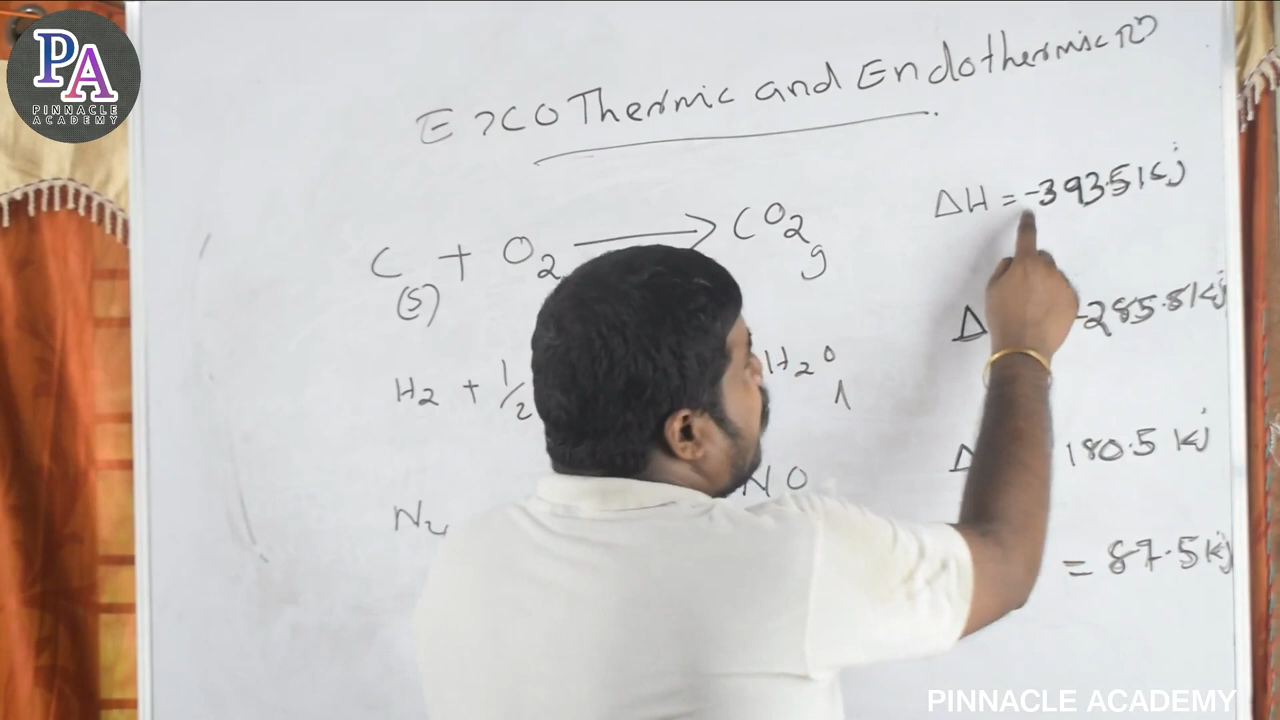 PA
PINNACLE
ACADEMY
Exothermic and Endothermic
C + O2 → CO2 ΔH = -393.5 kj
(s) g
H2 + 1/2 H2O Δ -285.8 kj
l
N2 NO Δ 180.5 kj
= 87.5 kj
PINNACLE ACADEMY